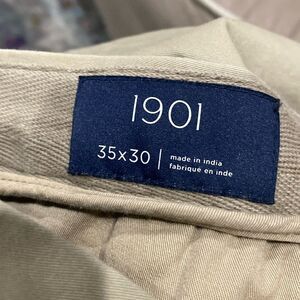 1901
35x30
made in india
fabriqué en inde